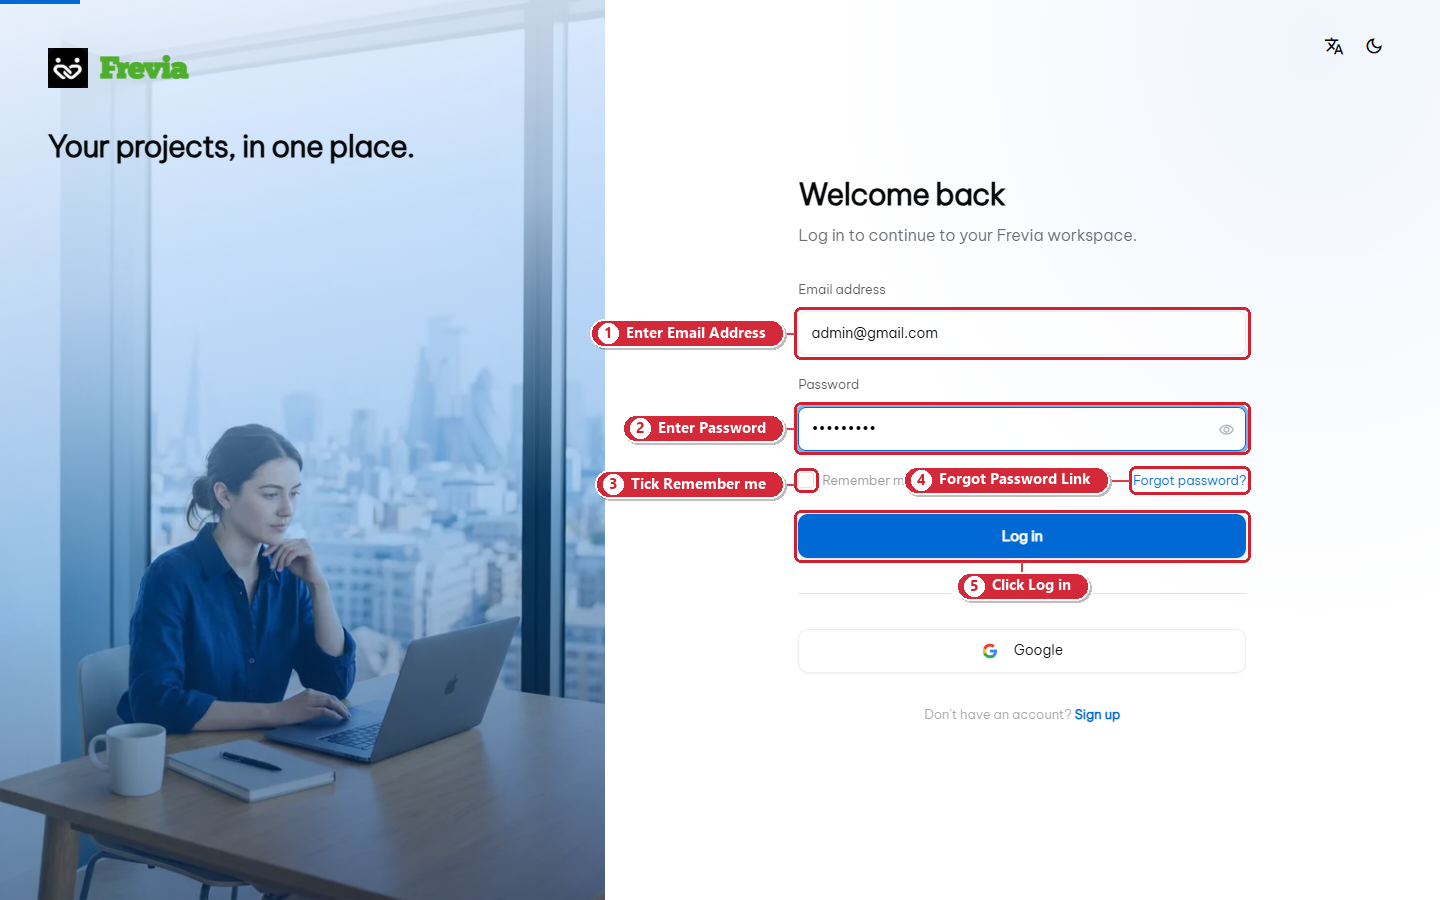 Frevia
Your projects, in one place.
Welcome back
Log in to continue to your Frevia workspace.
Email address
1 Enter Email Address
admin@gmail.com
Password
2 Enter Password
•••••••••
3 Tick Remember me
Remember m
4 Forgot Password Link
Forgot password?
Log in
5 Click Log in
Google
Don't have an account? Sign up